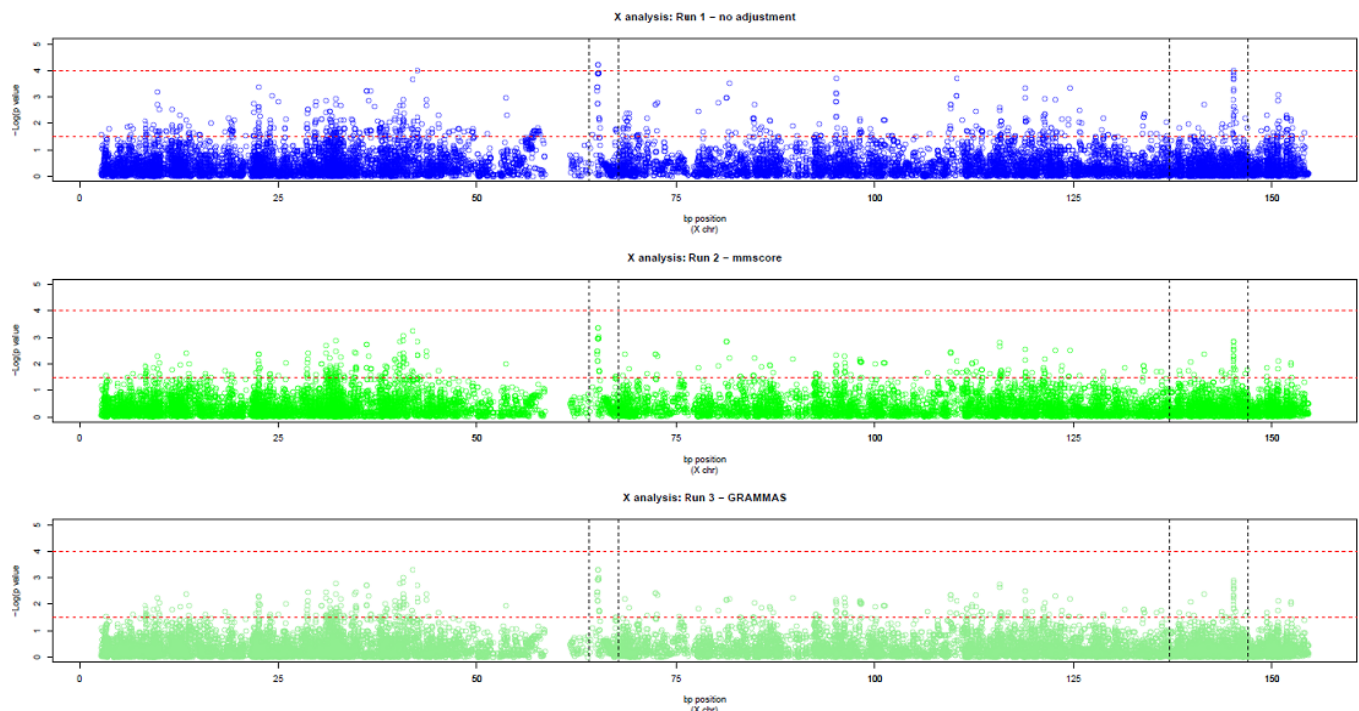 X analysis: Run 1 – no adjustment
5
4
3
2
1
0
−Log(p value)
0 25 50 75 100 125 150
bp position
(X chr)
X analysis: Run 2 – mmscore
5
4
3
2
1
0
−Log(p value)
0 25 50 75 100 125 150
bp position
(X chr)
X analysis: Run 3 – GRAMMAS
5
4
3
2
1
0
−Log(p value)
0 25 50 75 100 125 150
bp position
(X chr)